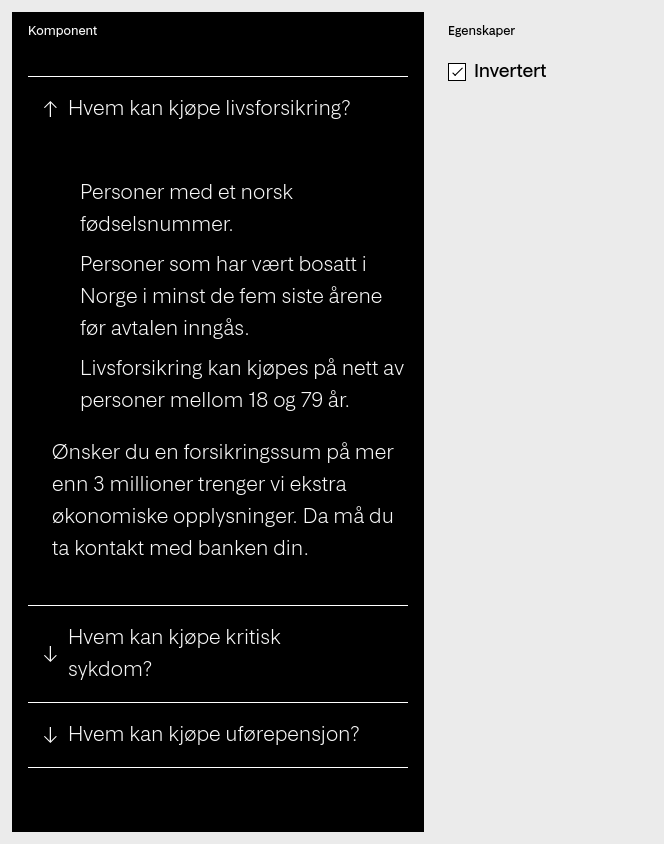 Komponent
Hvem kan kjøpe livsforsikring?
Personer med et norsk
fødselsnummer.
Personer som har vært bosatt i
Norge i minst de fem siste årene
før avtalen inngås.
Livsforsikring kan kjøpes på nett av
personer mellom 18 og 79 år.
Ønsker du en forsikringssum på mer
enn 3 millioner trenger vi ekstra
økonomiske opplysninger. Da må du
ta kontakt med banken din.
Hvem kan kjøpe kritisk
sykdom?
Hvem kan kjøpe uførepensjon?
Egenskaper
Invertert